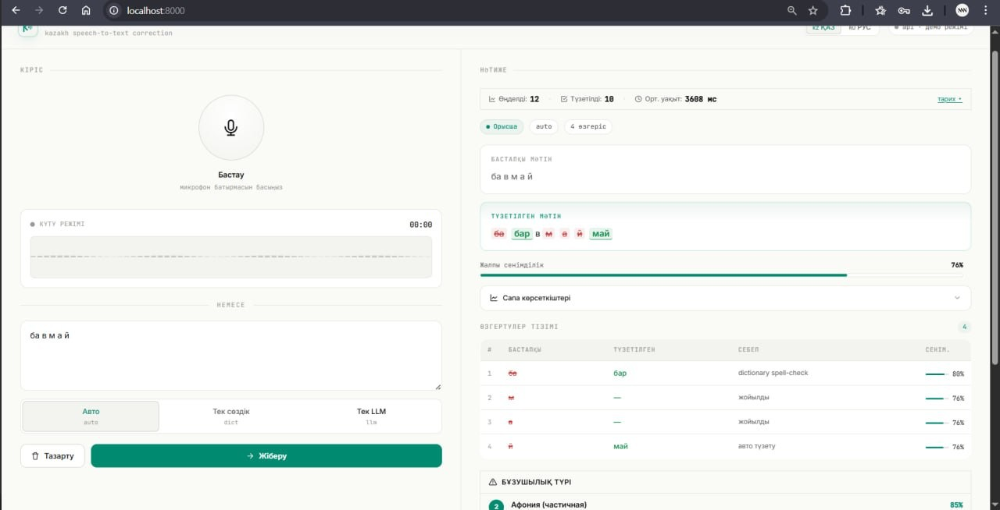 localhost:8000
kazakh speech-to-text correction
KZ ҚАЗ RU РУС api - демо режимі
КІРІС
Бастау
микрофон батырмасын басыңыз
КҮТУ РЕЖИМІ 00:00
НЕМЕСЕ
ба в м а й
Авто
auto
Тек сөздік
dict
Тек LLM
llm
Тазарту
→ Жіберу
НӘТИЖЕ
Өңделді: 12 · Түзетілді: 10 · Орт. уақыт: 3608 мс тарих
Орысша auto 4 өзгеріс
БАСТАПҚЫ МӘТІН
ба в м а й
ТҮЗЕТІЛГЕН МӘТІН
ба бар в м а й май
Жалпы сенімділік 76%
Сапа көрсеткіштері
ӨЗГЕРТУЛЕР ТІЗІМІ 4
# БАСТАПҚЫ ТҮЗЕТІЛГЕН СЕБЕП СЕНІМ.
1 ба бар dictionary spell-check 80%
2 м — жойылды 76%
3 а — жойылды 76%
4 й май авто түзету 76%
БҰЗУШЫЛЫҚ ТҮРІ
2 Афония (частичная) 85%